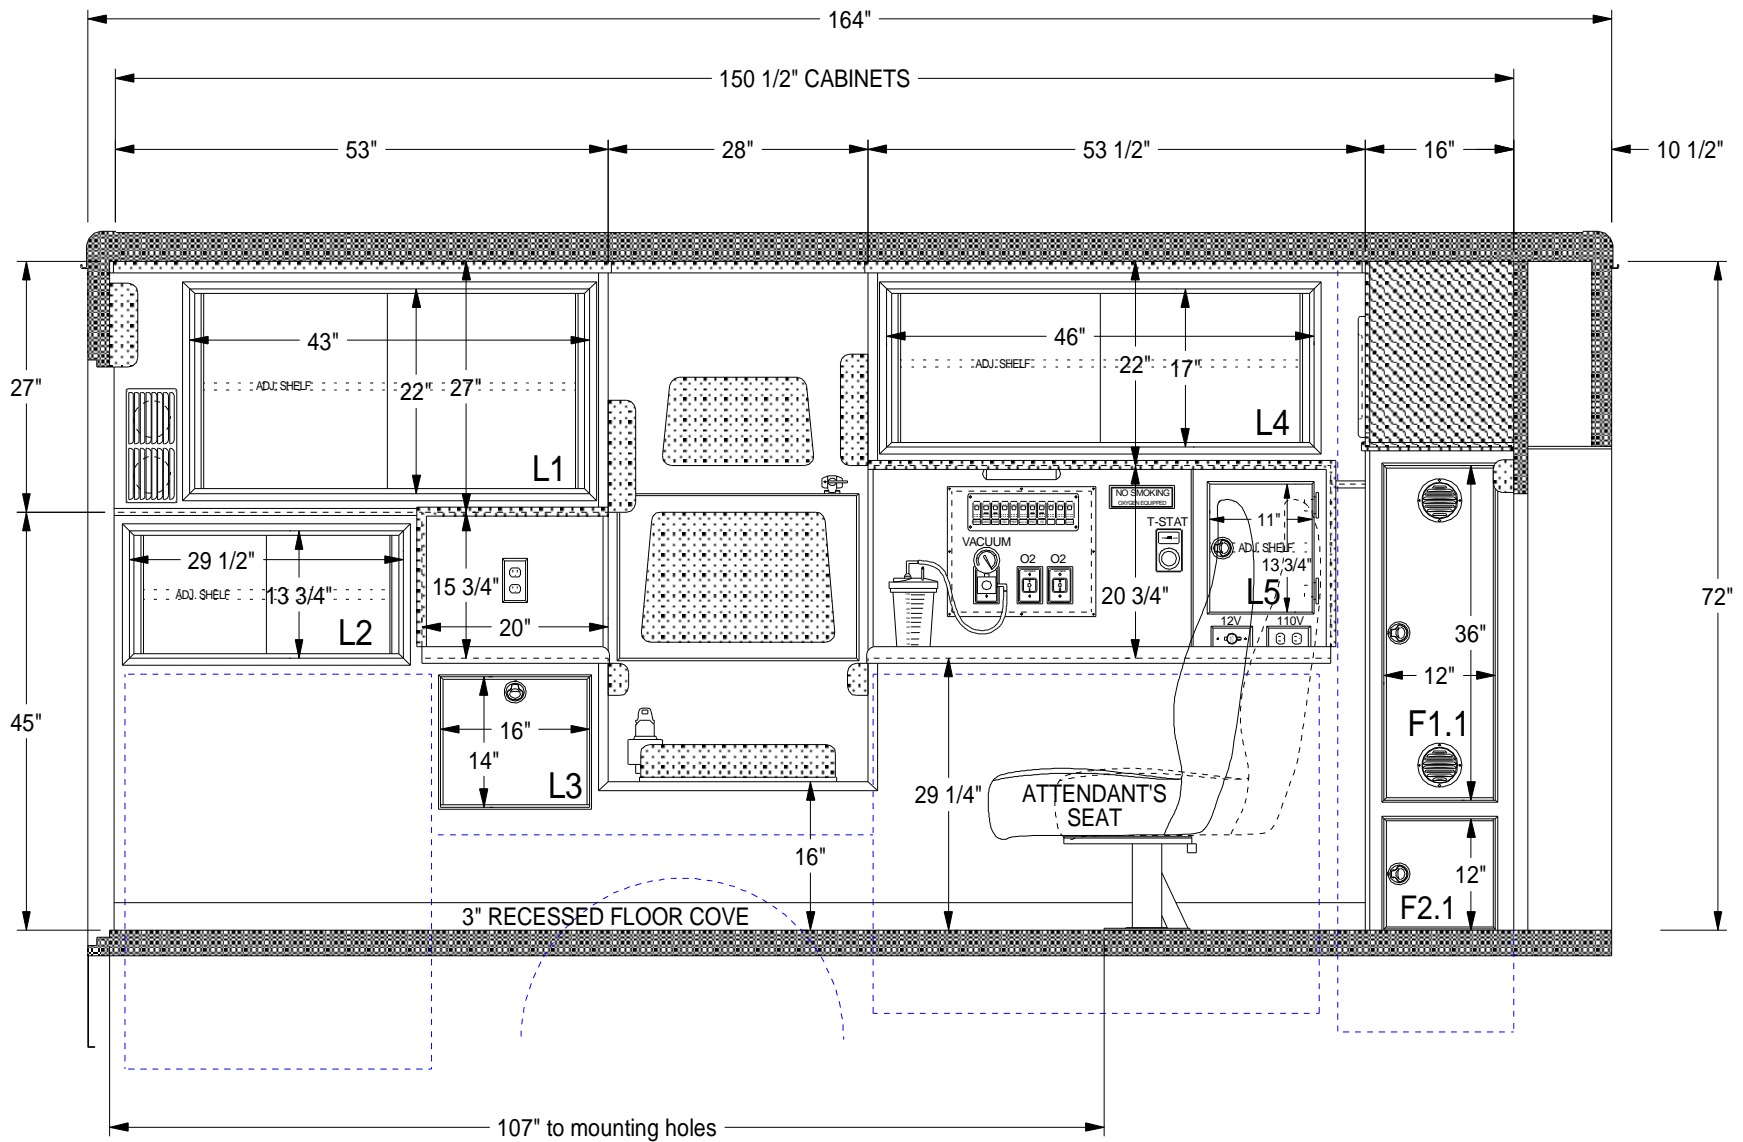 164"
150 1/2" CABINETS
53"
28"
53 1/2"
16"
10 1/2"
27"
43"
ADJ. SHELF
22"
27"
L1
46"
ADJ. SHELF
22"
17"
L4
NO SMOKING
OXYGEN EQUIPPED
T-STAT
11"
VACUUM
O2
O2
ADJ. SHELF
13 3/4"
L5
29 1/2"
ADJ. SHELF
13 3/4"
L2
15 3/4"
20"
20 3/4"
12V
110V
72"
36"
12"
F1.1
45"
16"
14"
L3
29 1/4"
ATTENDANT'S
SEAT
16"
12"
F2.1
3" RECESSED FLOOR COVE
107" to mounting holes